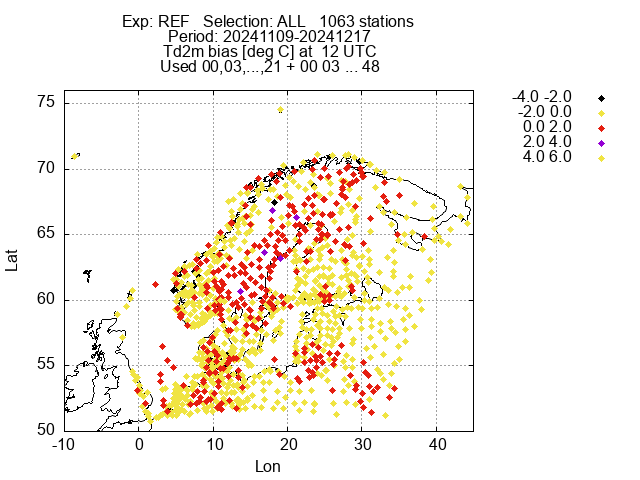 Exp: REF   Selection: ALL   1063 stations
Period: 20241109-20241217
Td2m bias [deg C] at  12 UTC
Used 00,03,...,21 + 00 03 ... 48
-4.0 -2.0
-2.0 0.0
0.0 2.0
2.0 4.0
4.0 6.0
75
70
65
60
55
50
Lat
-10 0 10 20 30 40
Lon